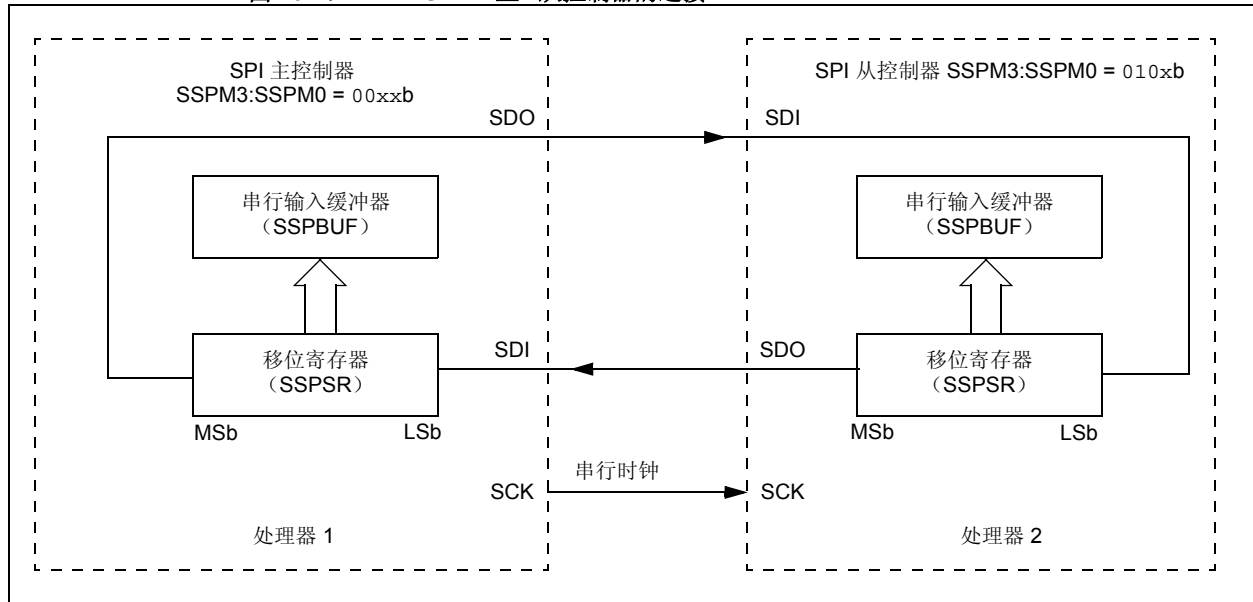 SPI 主控制器
SSPM3:SSPM0 = 00xxb
SDO
串行输入缓冲器
（SSPBUF）
移位寄存器
（SSPSR）
MSb
LSb
SDI
SCK
处理器 1
串行时钟
SPI 从控制器 SSPM3:SSPM0 = 010xb
SDI
串行输入缓冲器
（SSPBUF）
SDO
移位寄存器
（SSPSR）
MSb
LSb
SCK
处理器 2